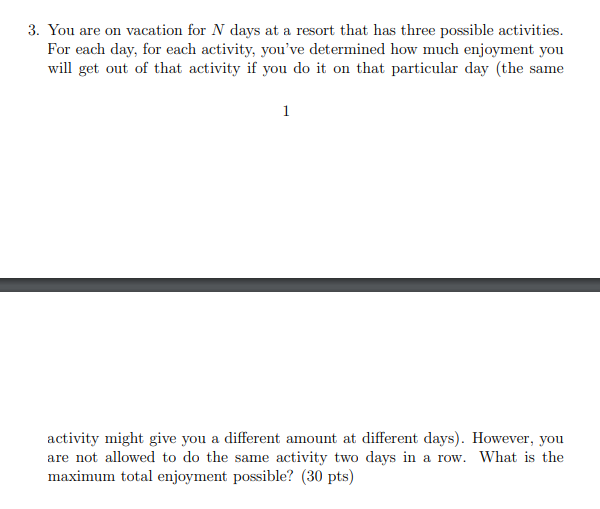 3. You are on vacation for N days at a resort that has three possible activities.
For each day, for each activity, you've determined how much enjoyment you
will get out of that activity if you do it on that particular day (the same
1
activity might give you a different amount at different days). However, you
are not allowed to do the same activity two days in a row. What is the
maximum total enjoyment possible? (30 pts)